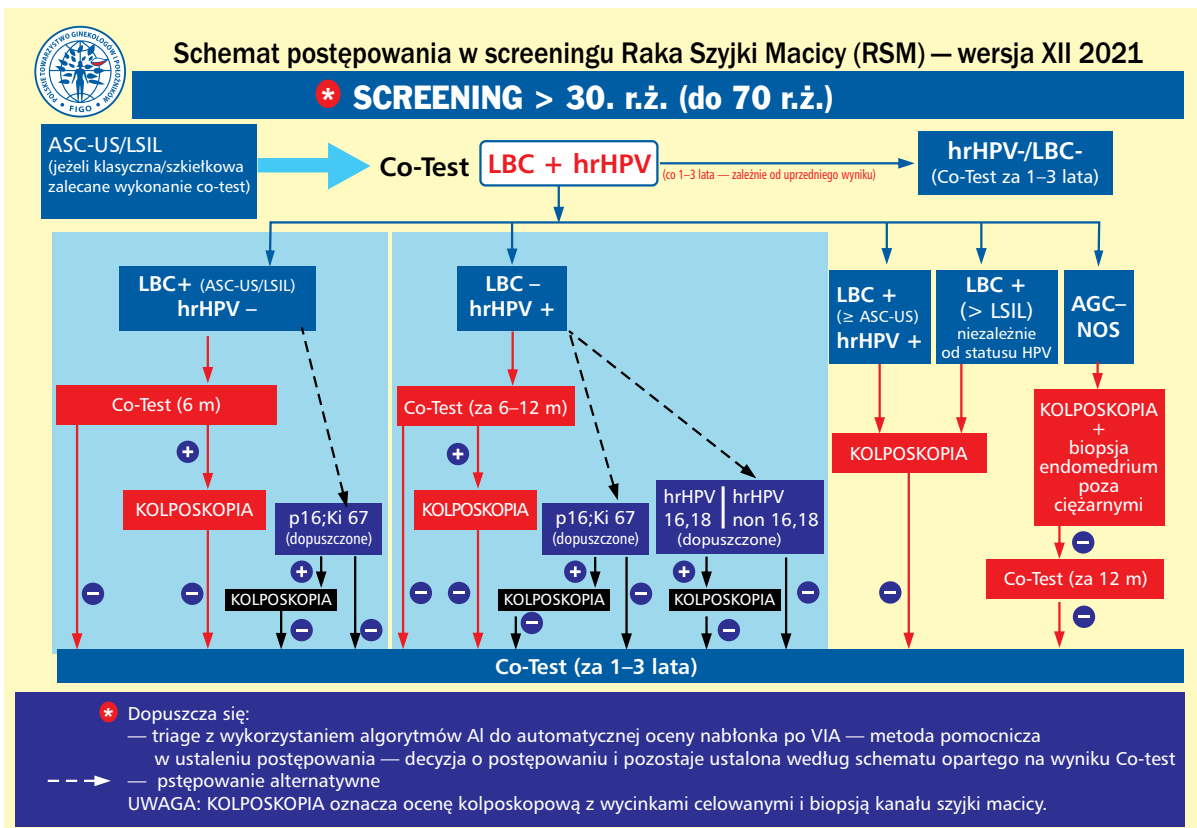 POLSKIE TOWARZYSTWO GINEKOLOGÓW I POŁOŻNIKÓW
• FIGO •
Schemat postępowania w screeningu Raka Szyjki Macicy (RSM) — wersja XII 2021
* SCREENING > 30. r.ż. (do 70 r.ż.)
ASC-US/LSIL
(jeżeli klasyczna/szkiełkowa
zalecane wykonanie co-test)
Co-Test
LBC + hrHPV
(co 1–3 lata — zależnie od uprzedniego wyniku)
hrHPV-/LBC-
(Co-Test za 1–3 lata)
LBC+ (ASC-US/LSIL)
hrHPV –
LBC –
hrHPV +
LBC +
(≥ ASC-US)
hrHPV +
LBC +
(> LSIL)
niezależnie
od statusu HPV
AGC–
NOS
Co-Test (6 m)
+
KOLPOSKOPIA
p16;Ki 67
(dopuszczone)
+
KOLPOSKOPIA
–
–
–
–
Co-Test (za 6–12 m)
+
KOLPOSKOPIA
p16;Ki 67
(dopuszczone)
+
KOLPOSKOPIA
hrHPV | hrHPV
16,18 | non 16,18
(dopuszczone)
+
KOLPOSKOPIA
–
–
–
–
–
–
KOLPOSKOPIA
–
KOLPOSKOPIA
+
biopsja
endomedrium
poza
ciężarnymi
–
Co-Test (za 12 m)
–
Co-Test (za 1–3 lata)
* Dopuszcza się:
— triage z wykorzystaniem algorytmów AI do automatycznej oceny nabłonka po VIA — metoda pomocnicza
w ustaleniu postępowania — decyzja o postępowaniu i pozostaje ustalona według schematu opartego na wyniku Co-test
— pstępowanie alternatywne
UWAGA: KOLPOSKOPIA oznacza ocenę kolposkopową z wycinkami celowanymi i biopsją kanału szyjki macicy.